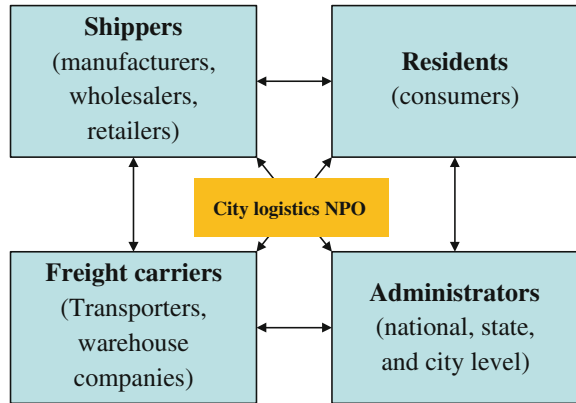 Shippers
(manufacturers,
wholesalers,
retailers)
Residents
(consumers)
City logistics NPO
Freight carriers
(Transporters,
warehouse
companies)
Administrators
(national, state,
and city level)